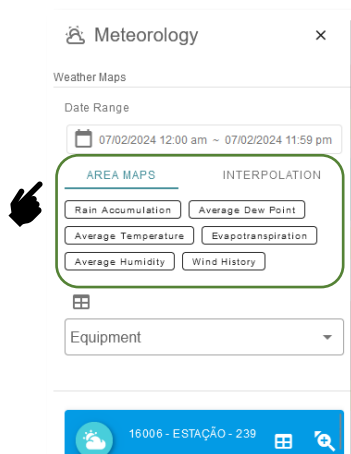 Meteorology
Weather Maps
Date Range
07/02/2024 12:00 am ~ 07/02/2024 11:59 pm
AREA MAPS INTERPOLATION
Rain Accumulation Average Dew Point
Average Temperature Evapotranspiration
Average Humidity Wind History
Equipment
16006 - ESTAÇÃO - 239